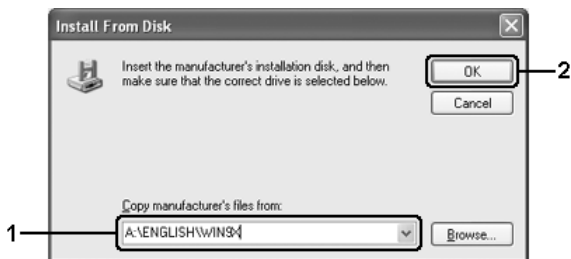 Install From Disk
Insert the manufacturer's installation disk, and then
make sure that the correct drive is selected below.
OK
2
Cancel
Copy manufacturer's files from:
1
A:\ENGLISH\WIN9X
Browse...